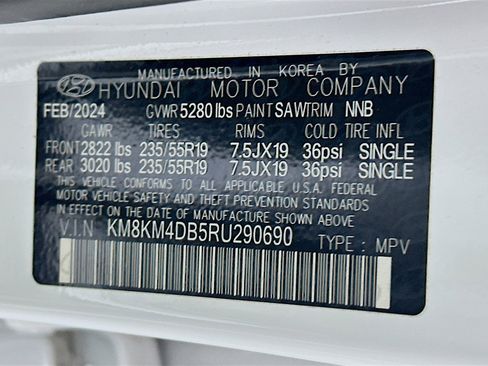 MANUFACTURED IN KOREA BY
HYUNDAI MOTOR COMPANY
FEB/2024 GVWR 5280 lbs PAINT SAW TRIM NNB
GAWR TIRES RIMS COLD TIRE INFL
FRONT 2822 lbs 235/55R19 7.5JX19 36psi SINGLE
REAR 3020 lbs 235/55R19 7.5JX19 36psi SINGLE
THIS VEHICLE CONFORMS TO ALL APPLICABLE U.S.A. FEDERAL
MOTOR VEHICLE SAFETY AND THEFT PREVENTION STANDARDS
IN EFFECT ON THE DATE OF MANUFACTURE SHOWN ABOVE.
V.I.N KM8KM4DB5RU290690
TYPE : MPV